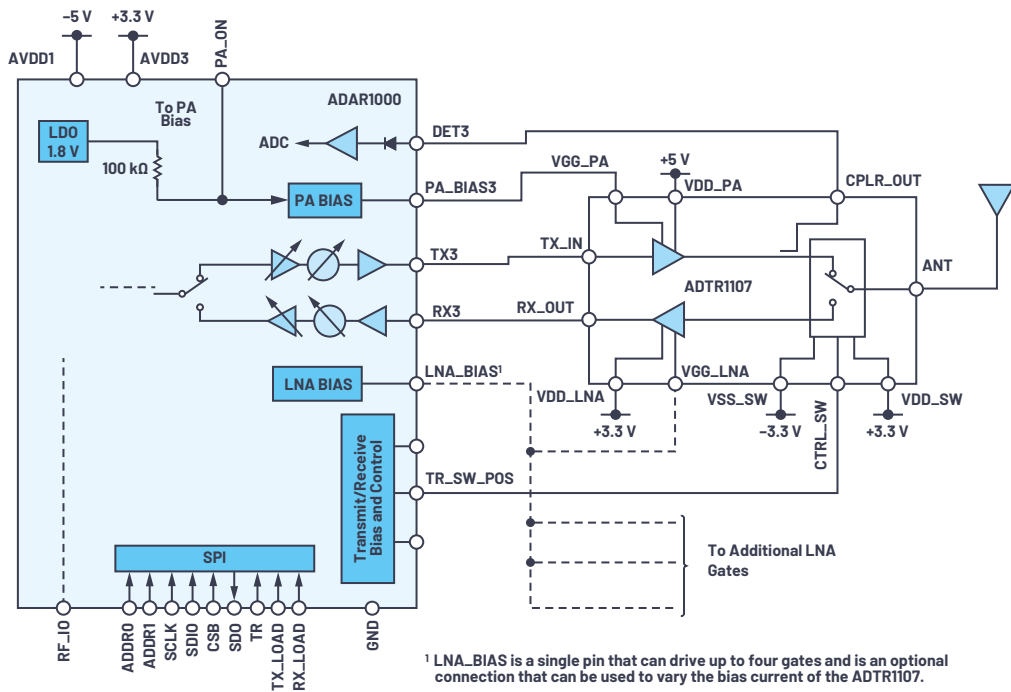 –5 V
+3.3 V
AVDD1
AVDD3
PA_ON
ADAR1000
To PA
Bias
LDO
1.8 V
100 kΩ
ADC
DET3
PA_BIAS
PA_BIAS3
TX3
RX3
LNA BIAS
LNA_BIAS¹
Transmit/Receive
Bias and Control
TR_SW_POS
SPI
RF_IO
ADDR0
ADDR1
SCLK
SDIO
CSB
SDO
TR
TX_LOAD
RX_LOAD
GND
VGG_PA
+5 V
VDD_PA
CPLR_OUT
TX_IN
ANT
ADTR1107
RX_OUT
VGG_LNA
VDD_LNA
+3.3 V
VSS_SW
–3.3 V
CTRL_SW
VDD_SW
+3.3 V
To Additional LNA
Gates
¹ LNA_BIAS is a single pin that can drive up to four gates and is an optional
connection that can be used to vary the bias current of the ADTR1107.